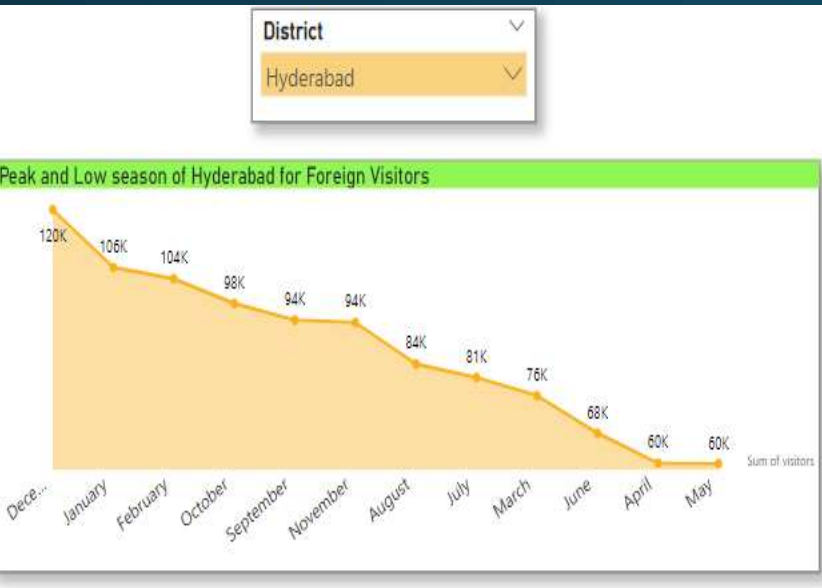 District
Hyderabad
Peak and Low season of Hyderabad for Foreign Visitors
120K
106K
104K
98K
94K
94K
84K
81K
76K
68K
60K
60K
Sum of visitors
Dece...
January
February
October
September
November
August
July
March
June
April
May